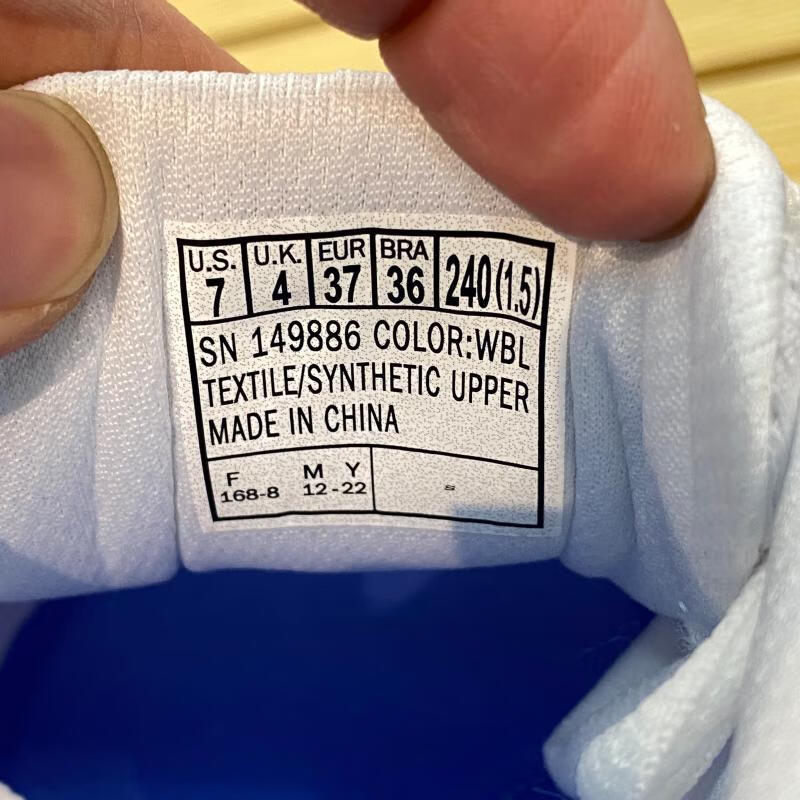 U.S. U.K. EUR BRA 240(1.5)
7 4 37 36
SN 149886 COLOR:WBL
TEXTILE/SYNTHETIC UPPER
MADE IN CHINA
F M Y
168-8 12-22